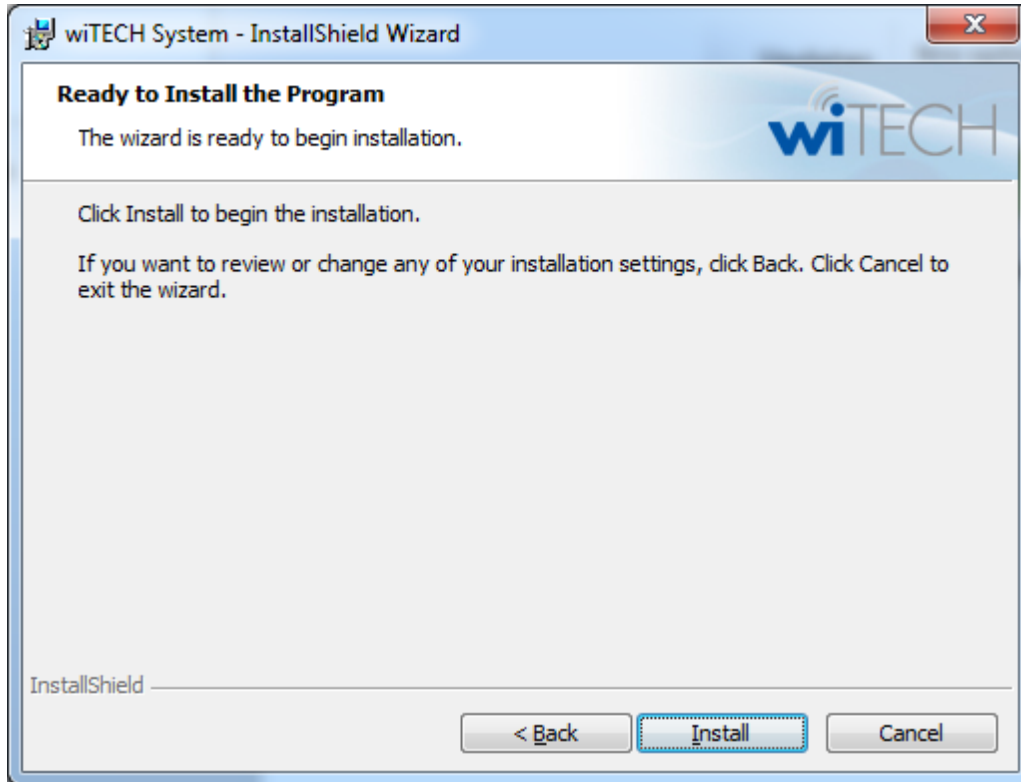 wiTECH System - InstallShield Wizard
Ready to Install the Program
The wizard is ready to begin installation.
wiTECH
Click Install to begin the installation.
If you want to review or change any of your installation settings, click Back. Click Cancel to
exit the wizard.
InstallShield
< Back
Install
Cancel